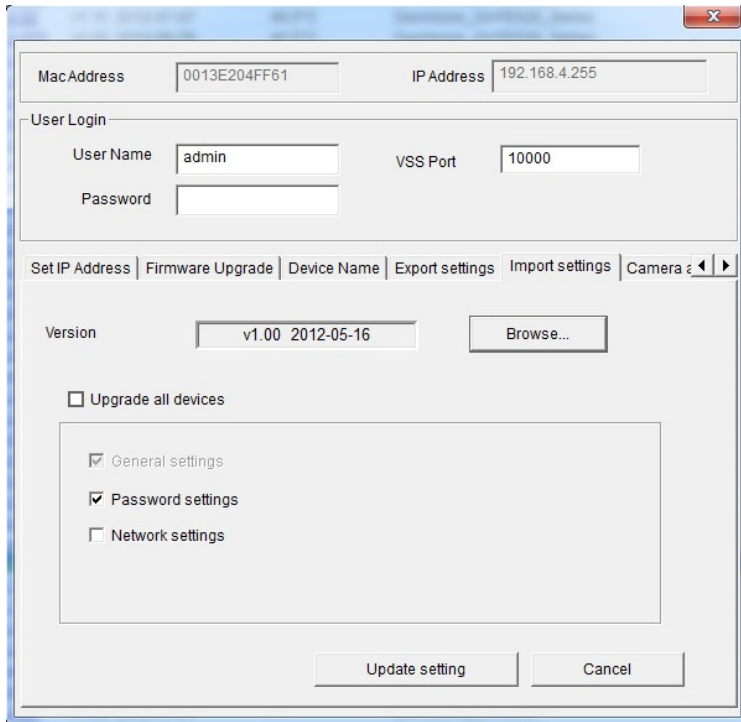 x
MacAddress 0013E204FF61 IP Address 192.168.4.255
User Login
User Name admin VSS Port 10000
Password
Set IP Address Firmware Upgrade Device Name Export settings Import settings Camera
Version v1.00 2012-05-16 Browse...
Upgrade all devices
General settings
Password settings
Network settings
Update setting Cancel